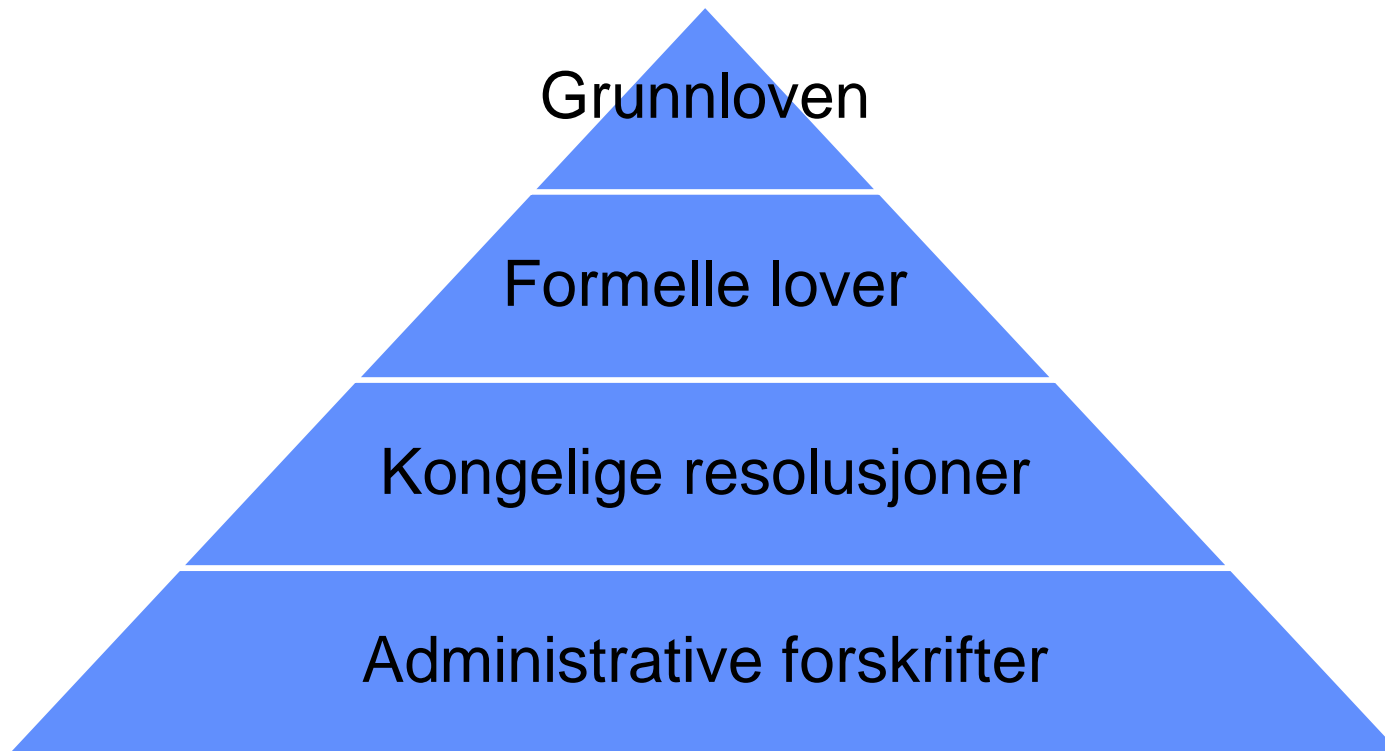 Grunnloven
Formelle lover
Kongelige resolusjoner
Administrative forskrifter